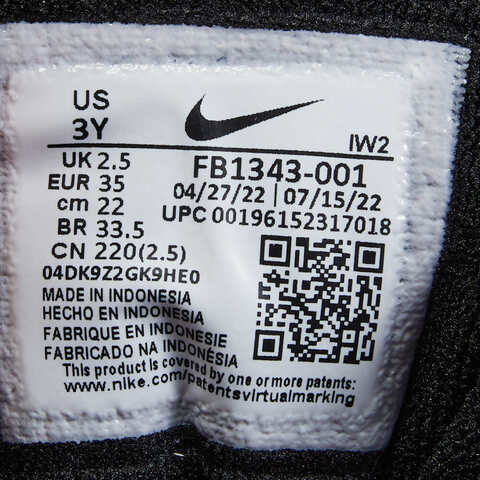 US
3Y
IW2
UK 2.5
EUR 35
cm 22
BR 33.5
CN 220(2.5)
FB1343-001
04/27/22 | 07/15/22
UPC 00196152317018
04DK9Z2GK9HE0
MADE IN INDONESIA
HECHO EN INDONESIA
FABRIQUE EN INDONESIE
FABRICADO NA INDONÉSIA
This product is covered by one or more patents
www.nike.com/patentsvirtualmarking